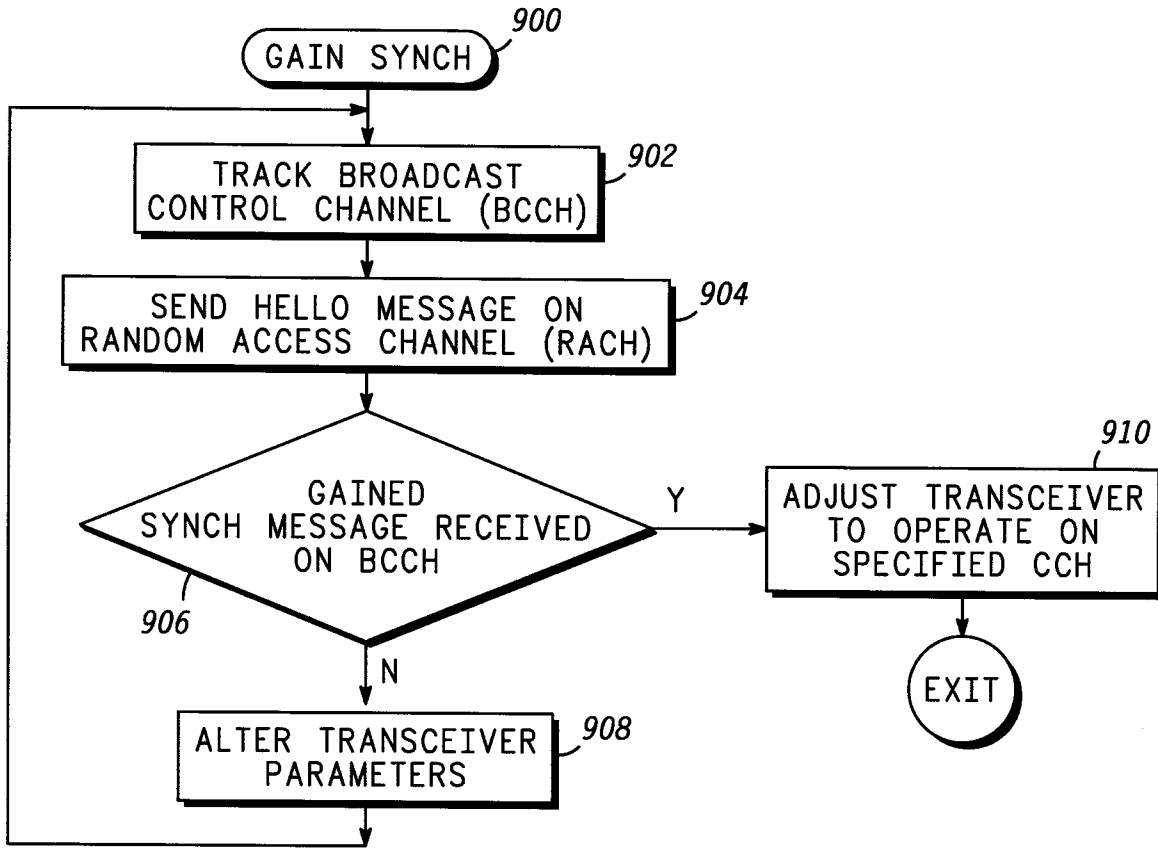 900
GAIN SYNCH
902
TRACK BROADCAST
CONTROL CHANNEL (BCCH)
904
SEND HELLO MESSAGE ON
RANDOM ACCESS CHANNEL (RACH)
GAINED
SYNCH MESSAGE RECEIVED
ON BCCH
906
Y
910
ADJUST TRANSCEIVER
TO OPERATE ON
SPECIFIED CCH
EXIT
N
908
ALTER TRANSCEIVER
PARAMETERS